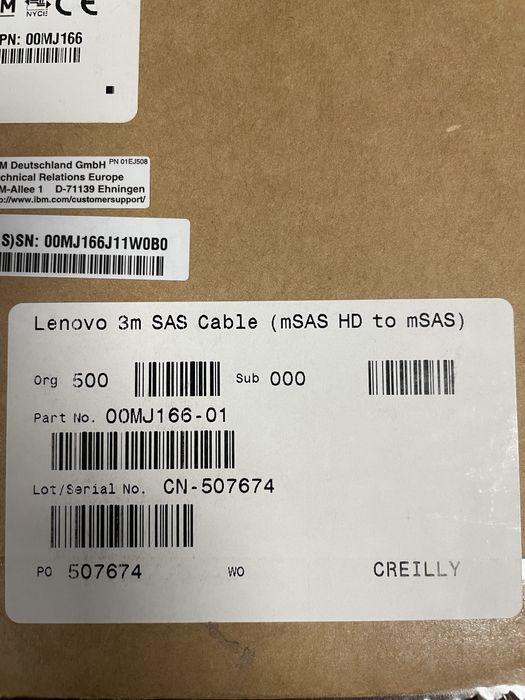 M CE
NYCE
PN: 00MJ166
M Deutschland GmbH PN 01EJ508
chnical Relations Europe
M-Allee 1 D-71139 Ehningen
p://www.ibm.com/customersupport/
S)SN: 00MJ166J11W0B0
Lenovo 3m SAS Cable (mSAS HD to mSAS)
Org 500 Sub 000
Part No. 00MJ166-01
Lot/Serial No. CN-507674
PO 507674 WO CREILLY